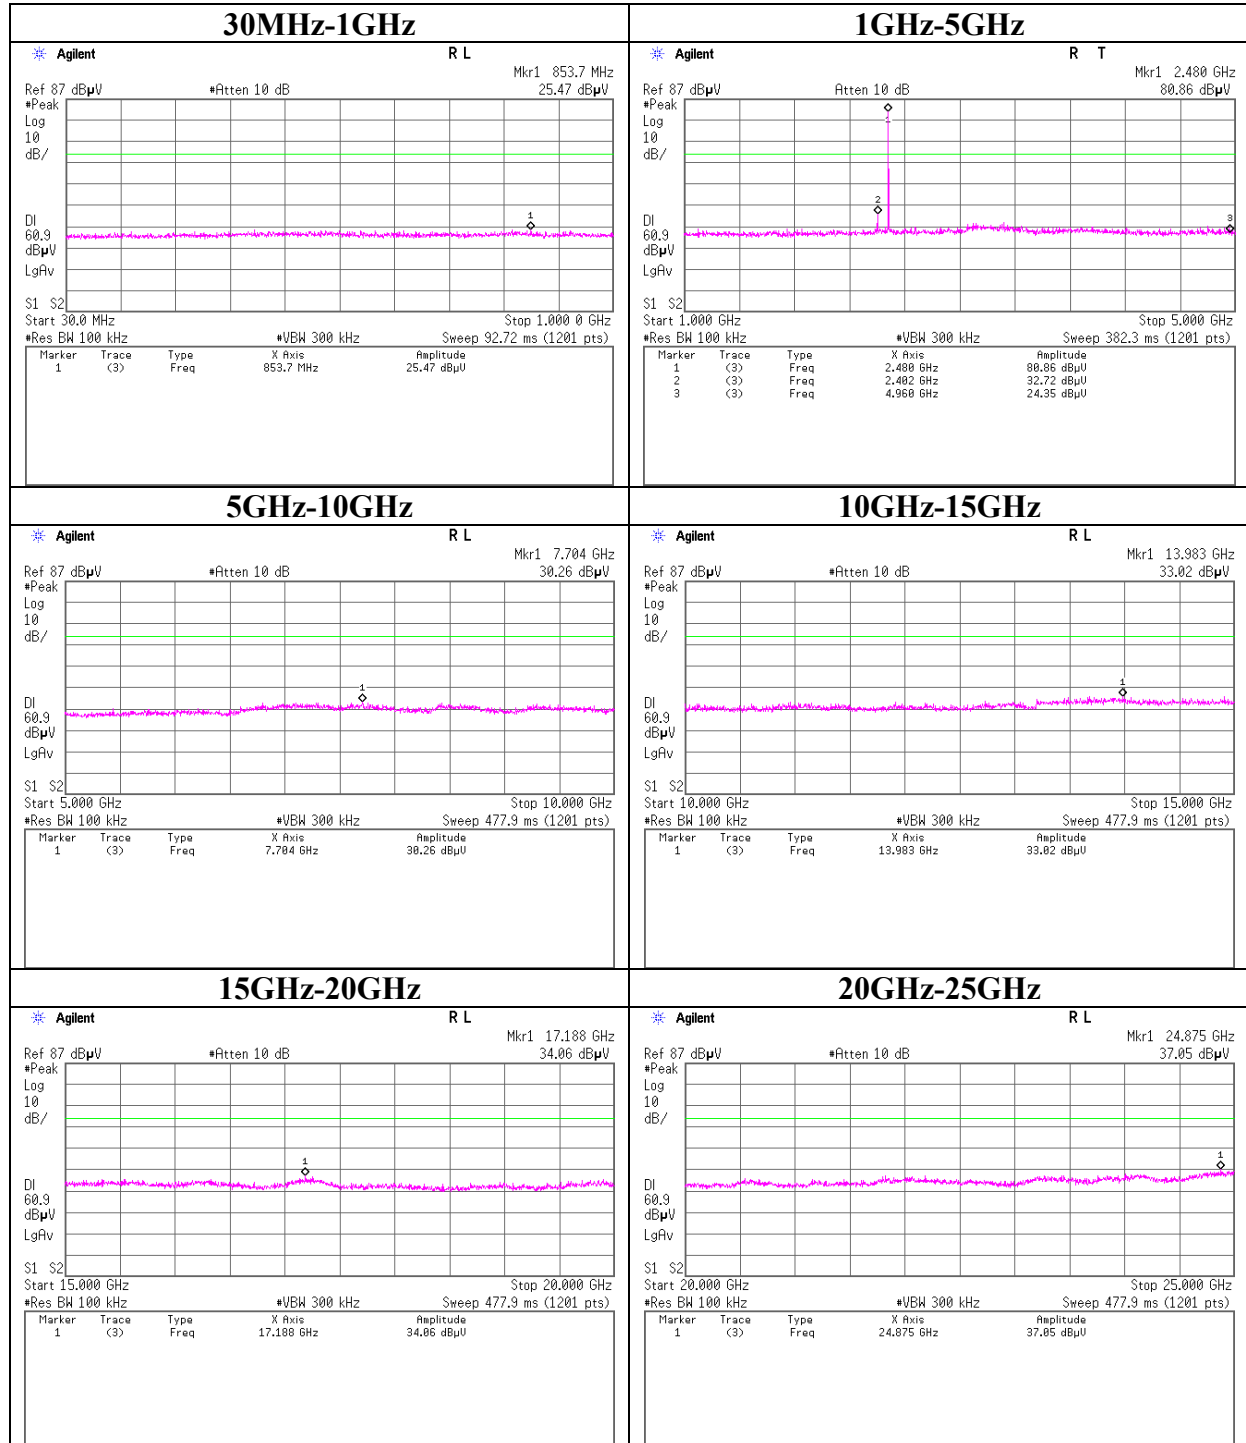 30MHz-1GHz
Agilent R L
Mkr1 853.7 MHz
Ref 87 dBµV #Atten 10 dB 25.47 dBµV
#Peak
Log
10
dB/
1
DI
60.9
dBµV
LgAv
S1 S2
Start 30.0 MHz Stop 1.000 0 GHz
#Res BW 100 kHz #VBW 300 kHz Sweep 92.72 ms (1201 pts)
Marker Trace Type X Axis Amplitude
1 (3) Freq 853.7 MHz 25.47 dBµV
1GHz-5GHz
Agilent R T
Mkr1 2.480 GHz
Ref 87 dBµV Atten 10 dB 80.86 dBµV
#Peak
Log
10
dB/
1
2
3
DI
60.9
dBµV
LgAv
S1 S2
Start 1.000 GHz Stop 5.000 GHz
#Res BW 100 kHz #VBW 300 kHz Sweep 382.3 ms (1201 pts)
Marker Trace Type X Axis Amplitude
1 (3) Freq 2.480 GHz 80.86 dBµV
2 (3) Freq 2.402 GHz 32.72 dBµV
3 (3) Freq 4.960 GHz 24.35 dBµV
5GHz-10GHz
Agilent R L
Mkr1 7.704 GHz
Ref 87 dBµV #Atten 10 dB 30.26 dBµV
#Peak
Log
10
dB/
1
DI
60.9
dBµV
LgAv
S1 S2
Start 5.000 GHz Stop 10.000 GHz
#Res BW 100 kHz #VBW 300 kHz Sweep 477.9 ms (1201 pts)
Marker Trace Type X Axis Amplitude
1 (3) Freq 7.704 GHz 30.26 dBµV
10GHz-15GHz
Agilent R L
Mkr1 13.983 GHz
Ref 87 dBµV #Atten 10 dB 33.02 dBµV
#Peak
Log
10
dB/
1
DI
60.9
dBµV
LgAv
S1 S2
Start 10.000 GHz Stop 15.000 GHz
#Res BW 100 kHz #VBW 300 kHz Sweep 477.9 ms (1201 pts)
Marker Trace Type X Axis Amplitude
1 (3) Freq 13.983 GHz 33.02 dBµV
15GHz-20GHz
Agilent R L
Mkr1 17.188 GHz
Ref 87 dBµV #Atten 10 dB 34.06 dBµV
#Peak
Log
10
dB/
1
DI
60.9
dBµV
LgAv
S1 S2
Start 15.000 GHz Stop 20.000 GHz
#Res BW 100 kHz #VBW 300 kHz Sweep 477.9 ms (1201 pts)
Marker Trace Type X Axis Amplitude
1 (3) Freq 17.188 GHz 34.06 dBµV
20GHz-25GHz
Agilent R L
Mkr1 24.875 GHz
Ref 87 dBµV #Atten 10 dB 37.05 dBµV
#Peak
Log
10
dB/
1
DI
60.9
dBµV
LgAv
S1 S2
Start 20.000 GHz Stop 25.000 GHz
#Res BW 100 kHz #VBW 300 kHz Sweep 477.9 ms (1201 pts)
Marker Trace Type X Axis Amplitude
1 (3) Freq 24.875 GHz 37.05 dBµV